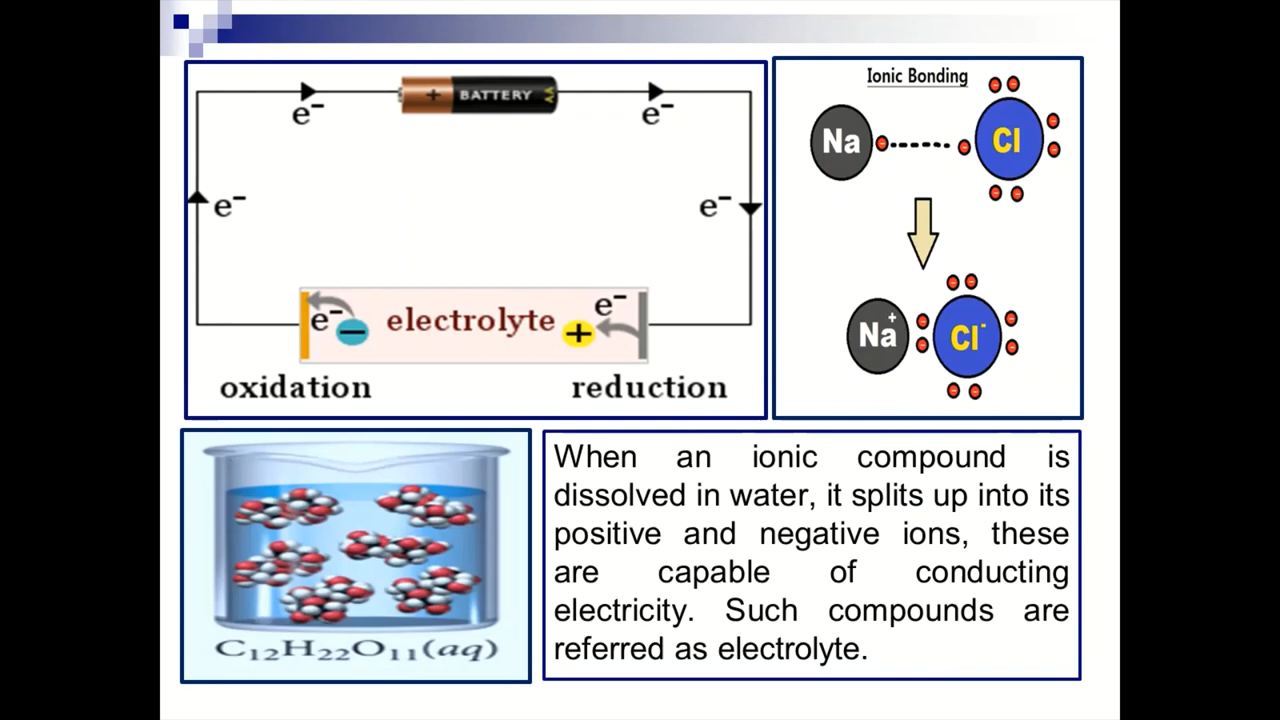 e⁻
+ BATTERY
e⁻
e⁻
e⁻
e⁻
−
electrolyte
+
e⁻
oxidation
reduction
Ionic Bonding
Na
Cl
Na⁺
Cl⁻
C₁₂H₂₂O₁₁(aq)
When an ionic compound is
dissolved in water, it splits up into its
positive and negative ions, these
are capable of conducting
electricity. Such compounds are
referred as electrolyte.